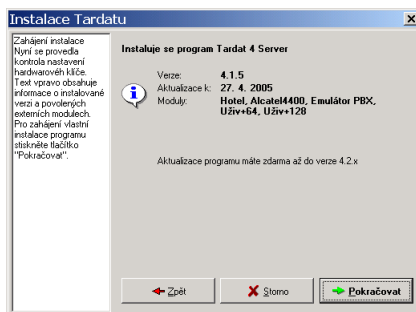 Instalace Tardatu
Zahájení instalace
Nyní se provedla
kontrola nastavení
hardwarovéh klíče.
Text vpravo obsahuje
informace o instalované
verzi a povolených
externích modulech.
Pro zahájení vlastní
instalace programu
stiskněte tlačítko
"Pokračovat".
Instaluje se program Tardat 4 Server
Verze: 4.1.5
Aktualizace k: 27. 4. 2005
Moduly: Hotel, Alcatel4400, Emulátor PBX,
Uživ+64, Uživ+128
Aktualizace programu máte zdarma až do verze 4.2.x
Zpět
Storno
Pokračovat